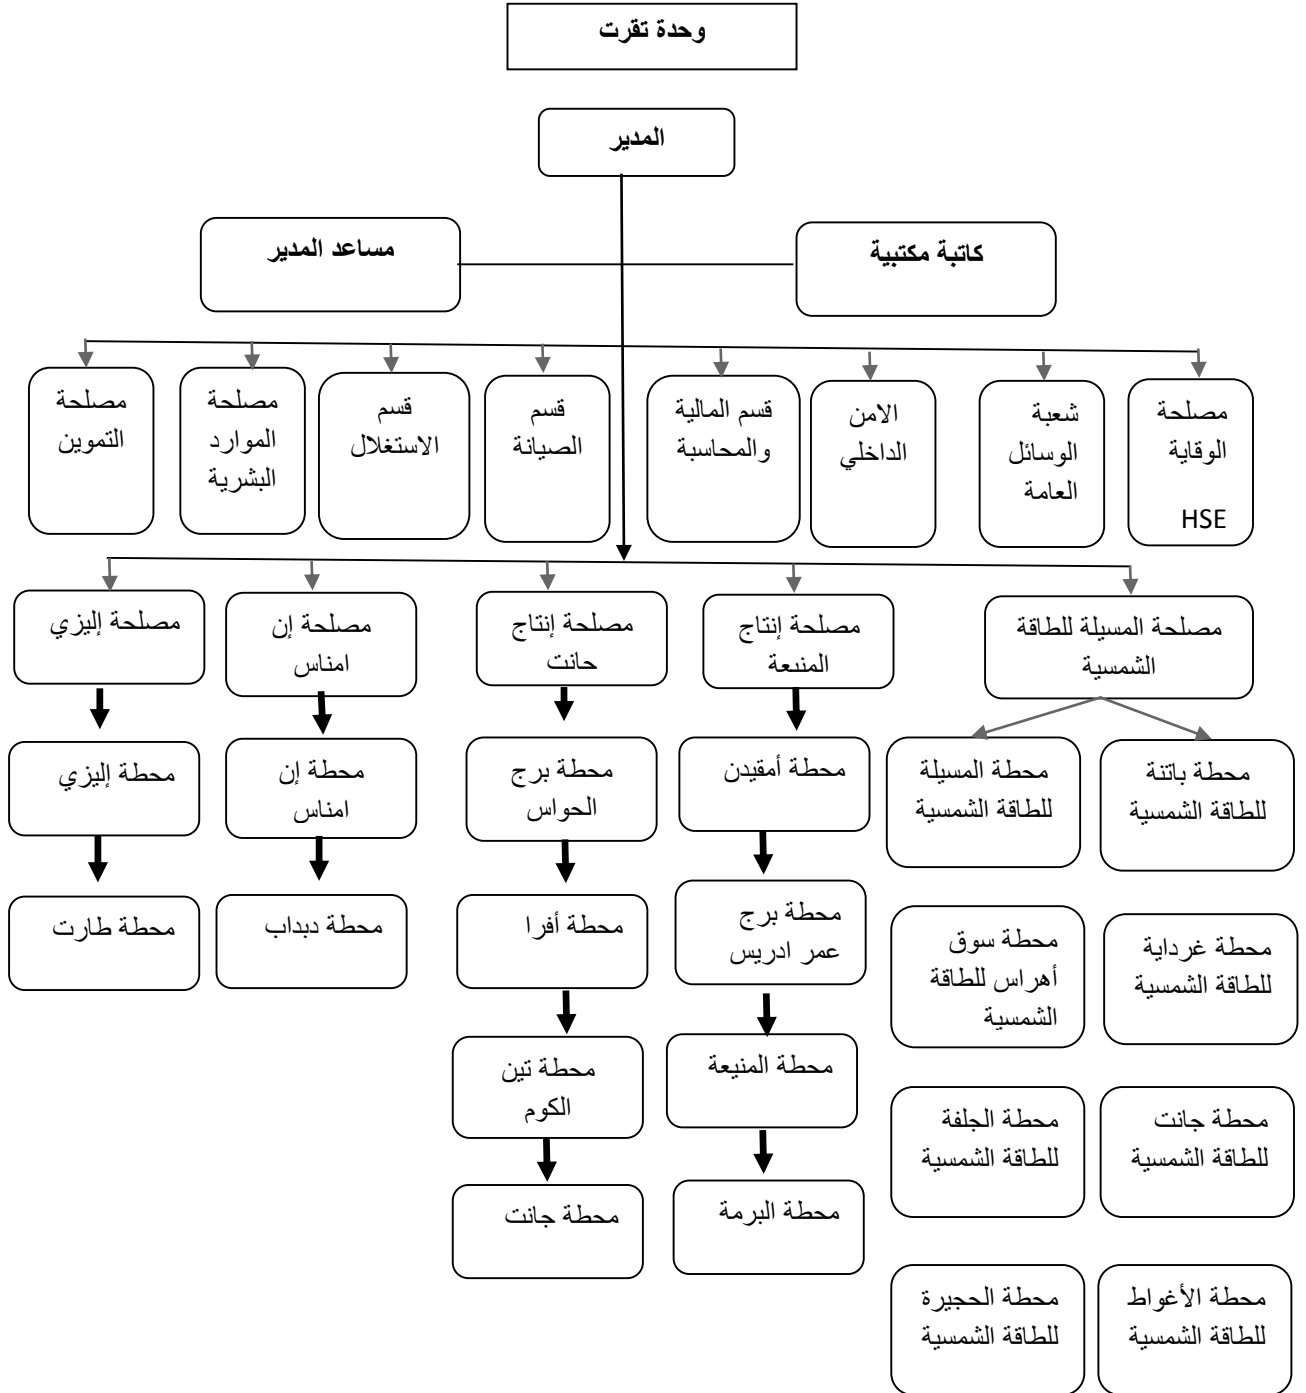 وحدة تقرت
المدير
كاتبة مكتبية
مساعد المدير
مصلحة
الوقاية
HSE
شعبة
الوسائل
العامة
الامن
الداخلي
قسم المالية
والمحاسبة
قسم
الصيانة
قسم
الاستغلال
مصلحة
الموارد
البشرية
مصلحة
التموين
مصلحة المسيلة للطاقة
الشمسية
مصلحة إنتاج
المنيعة
مصلحة إنتاج
حانت
مصلحة إن
امناس
مصلحة إليزي
محطة باتنة
للطاقة الشمسية
محطة المسيلة
للطاقة الشمسية
محطة أمقيدن
محطة برج
الحواس
محطة إن
امناس
محطة إليزي
محطة غرداية
للطاقة الشمسية
محطة سوق
أهراس للطاقة
الشمسية
محطة برج
عمر ادريس
محطة أفرا
محطة دبداب
محطة طارت
محطة المنيعة
محطة تين
الكوم
محطة جانت
للطاقة الشمسية
محطة الجلفة
للطاقة الشمسية
محطة البرمة
محطة جانت
محطة الأغواط
للطاقة الشمسية
محطة الحجيرة
للطاقة الشمسية